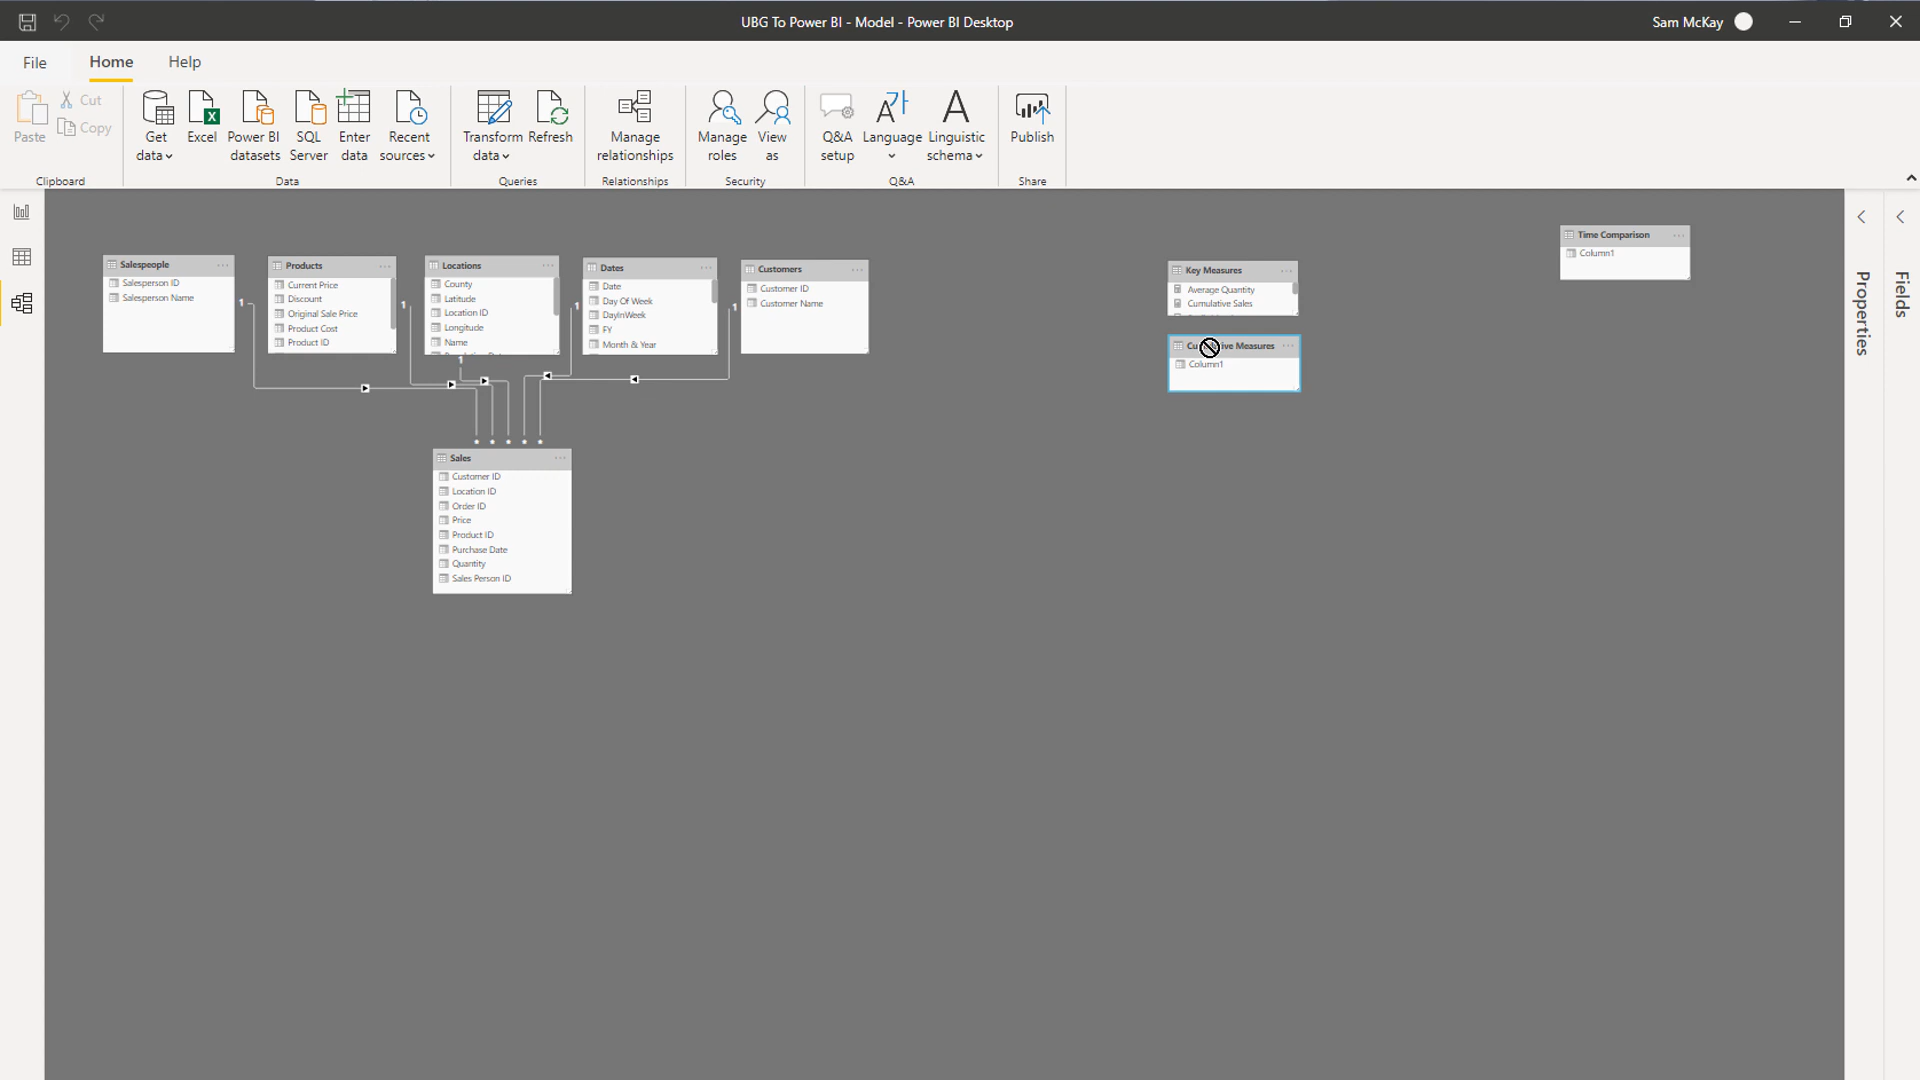 UBG To Power BI - Model - Power BI Desktop
Sam McKay
File
Home
Help
Paste
Cut
Copy
Clipboard
Get data
Excel
Power BI datasets
SQL Server
Enter data
Recent sources
Data
Transform data
Refresh
Queries
Manage relationships
Relationships
Manage roles
View as
Security
Q&A setup
Language
Linguistic schema
Q&A
Publish
Share
Salespeople
Salesperson ID
Salesperson Name
Products
Current Price
Discount
Original Sale Price
Product Cost
Product ID
Locations
County
Latitude
Location ID
Longitude
Name
Dates
Date
Day Of Week
DayInWeek
FY
Month & Year
Customers
Customer ID
Customer Name
1
1
1
1
1
Sales
Customer ID
Location ID
Order ID
Price
Product ID
Purchase Date
Quantity
Sales Person ID
Key Measures
Average Quantity
Cumulative Sales
Measures
Column1
Time Comparison
Column1
Properties
Fields